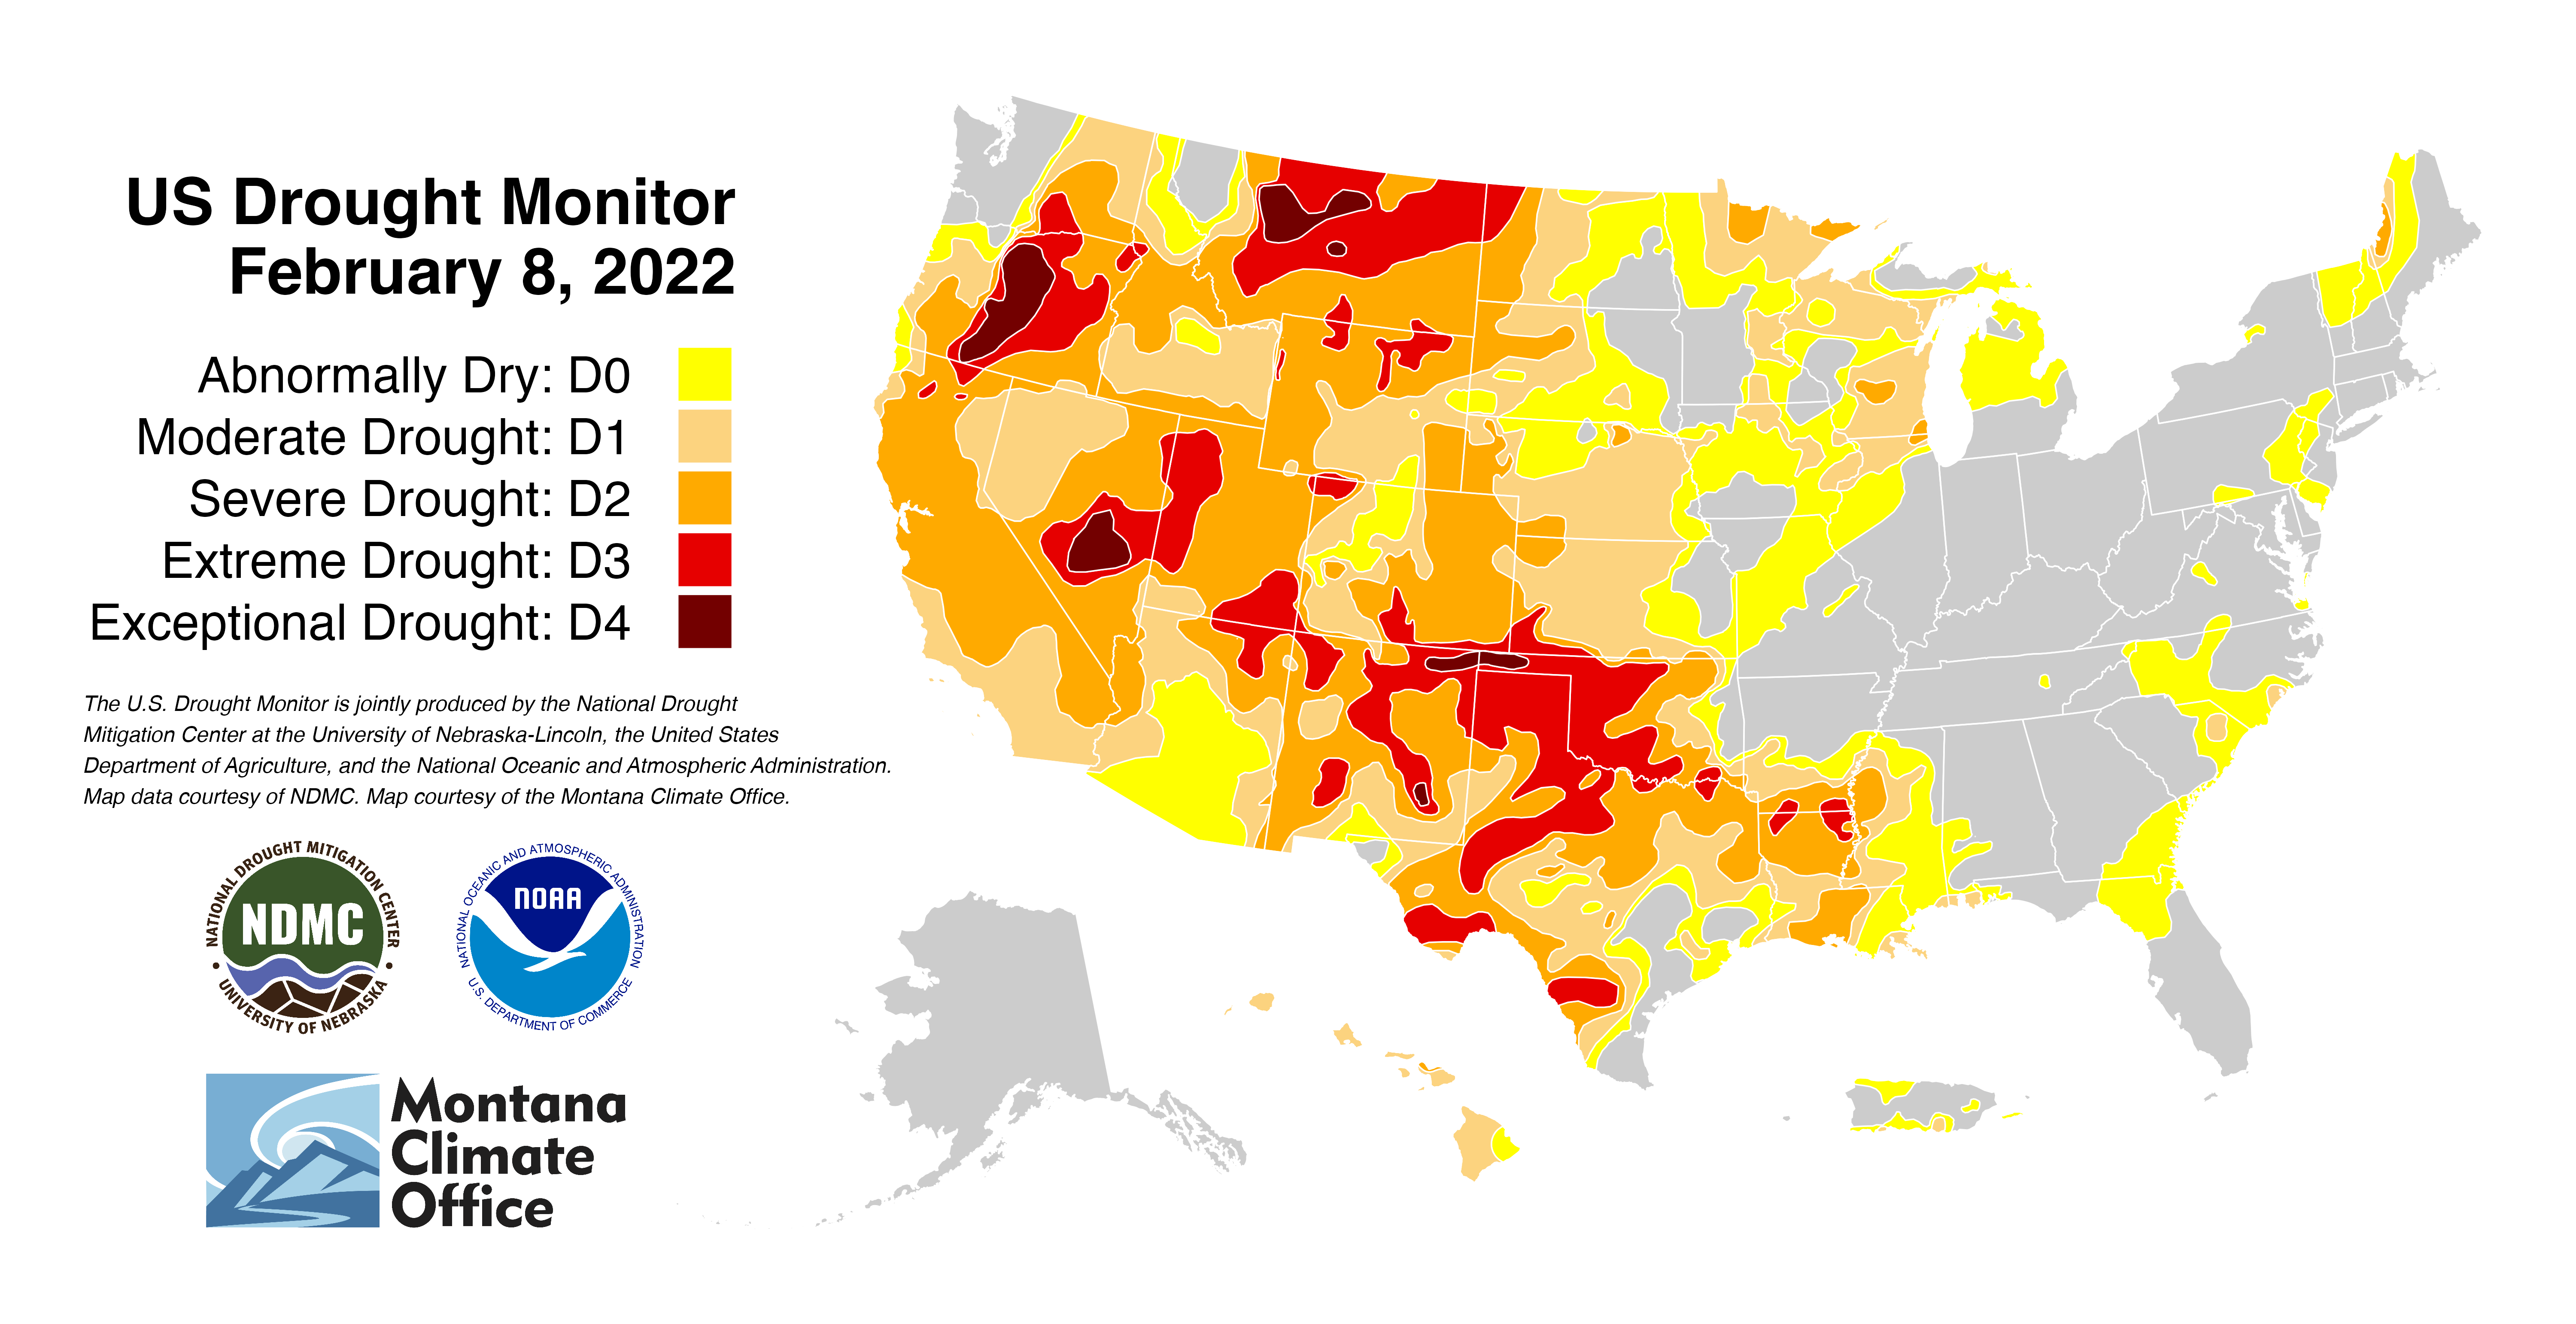 US Drought Monitor
February 8, 2022
Abnormally Dry: D0
Moderate Drought: D1
Severe Drought: D2
Extreme Drought: D3
Exceptional Drought: D4
The U.S. Drought Monitor is jointly produced by the National Drought
Mitigation Center at the University of Nebraska-Lincoln, the United States
Department of Agriculture, and the National Oceanic and Atmospheric Administration.
Map data courtesy of NDMC. Map courtesy of the Montana Climate Office.
NATIONAL DROUGHT MITIGATION CENTER
NDMC
• UNIVERSITY OF NEBRASKA •
NATIONAL OCEANIC AND ATMOSPHERIC ADMINISTRATION
NOAA
U.S. DEPARTMENT OF COMMERCE
Montana
Climate
Office